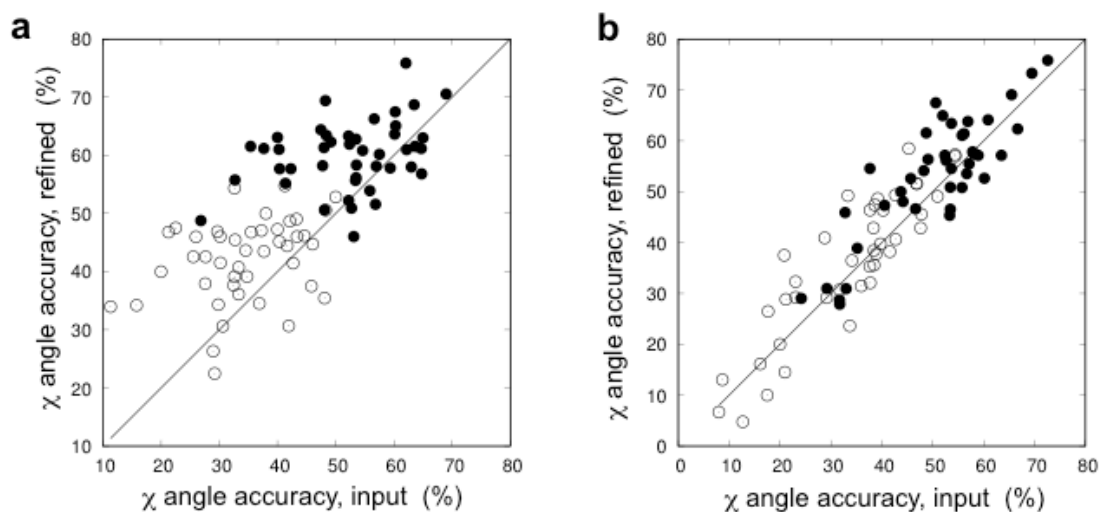 a
80
70
60
50
40
30
20
10
χ angle accuracy, refined (%)
10 20 30 40 50 60 70 80
χ angle accuracy, input (%)
b
80
70
60
50
40
30
20
10
0
χ angle accuracy, refined (%)
0 10 20 30 40 50 60 70 80
χ angle accuracy, input (%)